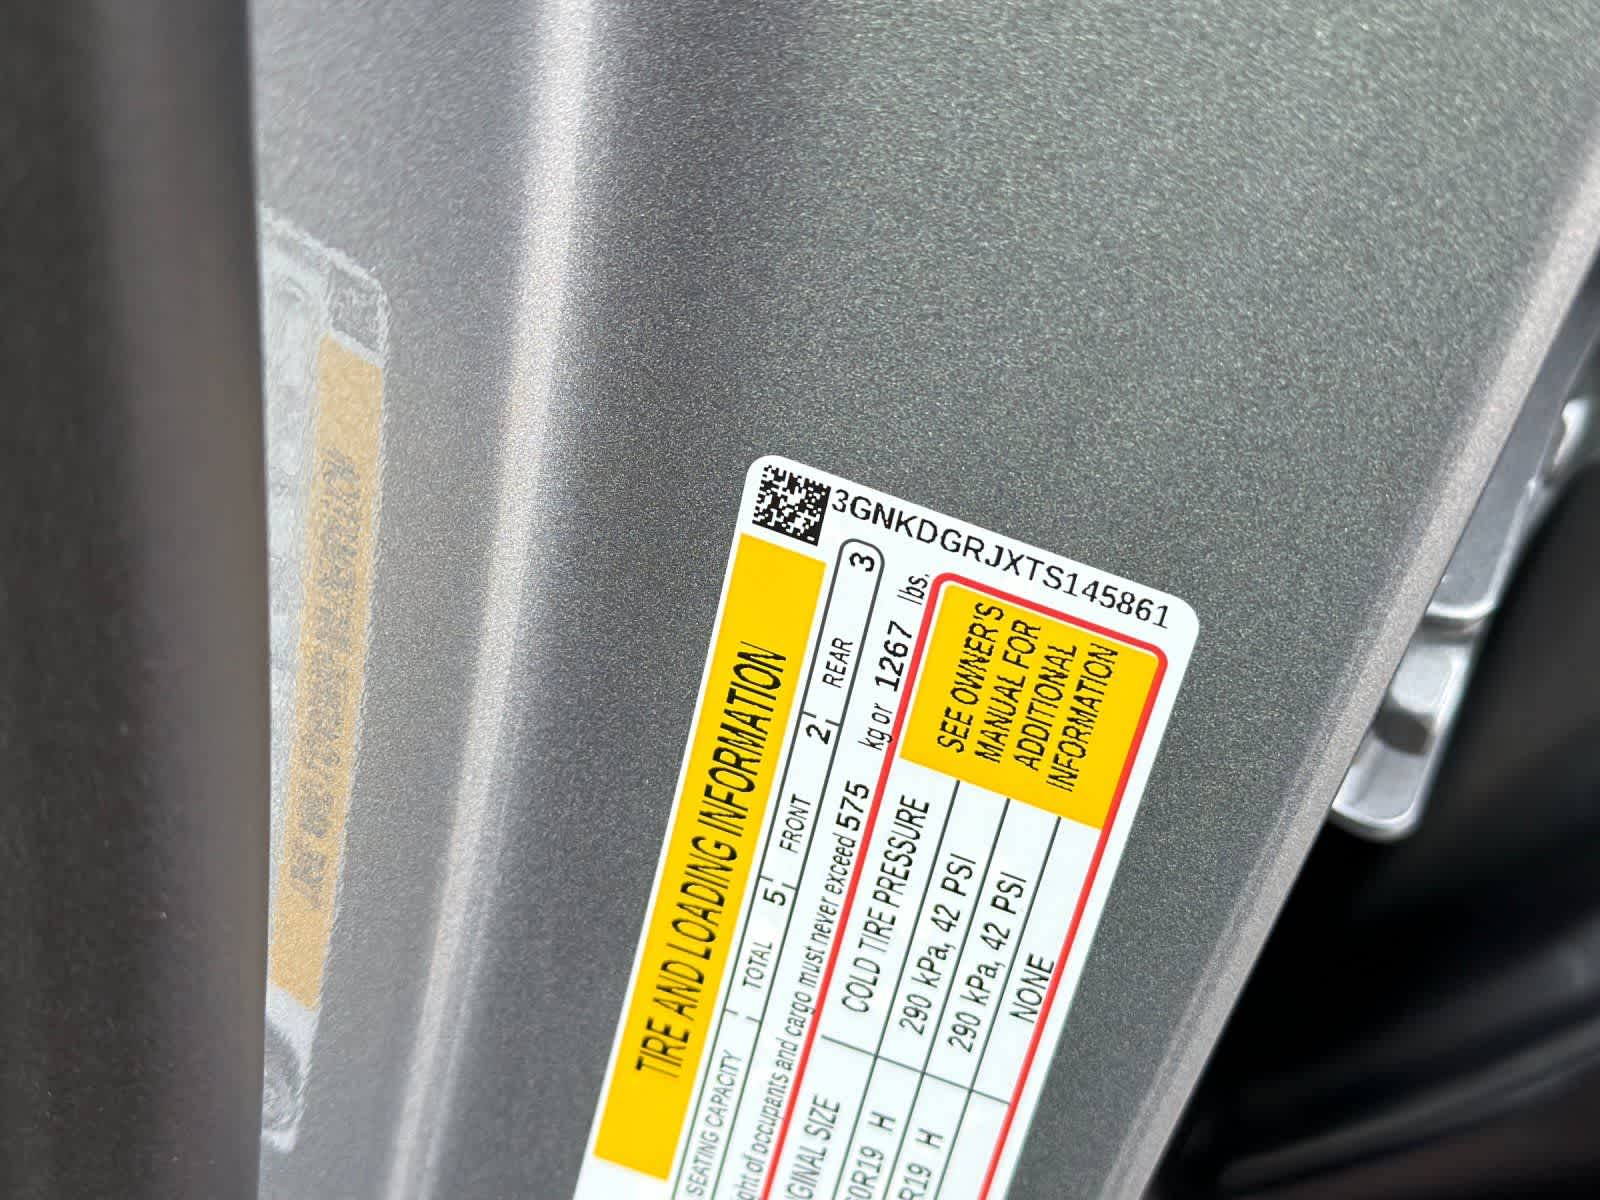 3GNKDGRJXTS145861
TIRE AND LOADING INFORMATION
SEATING CAPACITY TOTAL 5 FRONT 2 REAR 3
of occupants and cargo must never exceed 575 kg or 1267 lbs.
SIZE COLD TIRE PRESSURE
R19 H 290 kPa, 42 PSI
R19 H 290 kPa, 42 PSI
NONE
SEE OWNER'S
MANUAL FOR
ADDITIONAL
INFORMATION